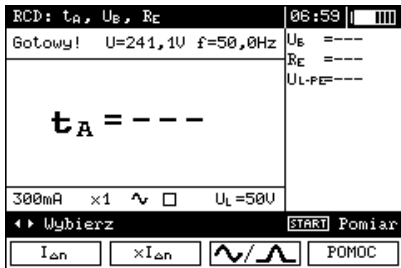 RCD: tA, UB, RE 06:59
Gotowy! U=241,1V f=50,0Hz
UB =---
RE =---
UL-PE=---
tA=---
300mA ×1 UL=50V
Wybierz START Pomiar
IΔn ×IΔn POMOC